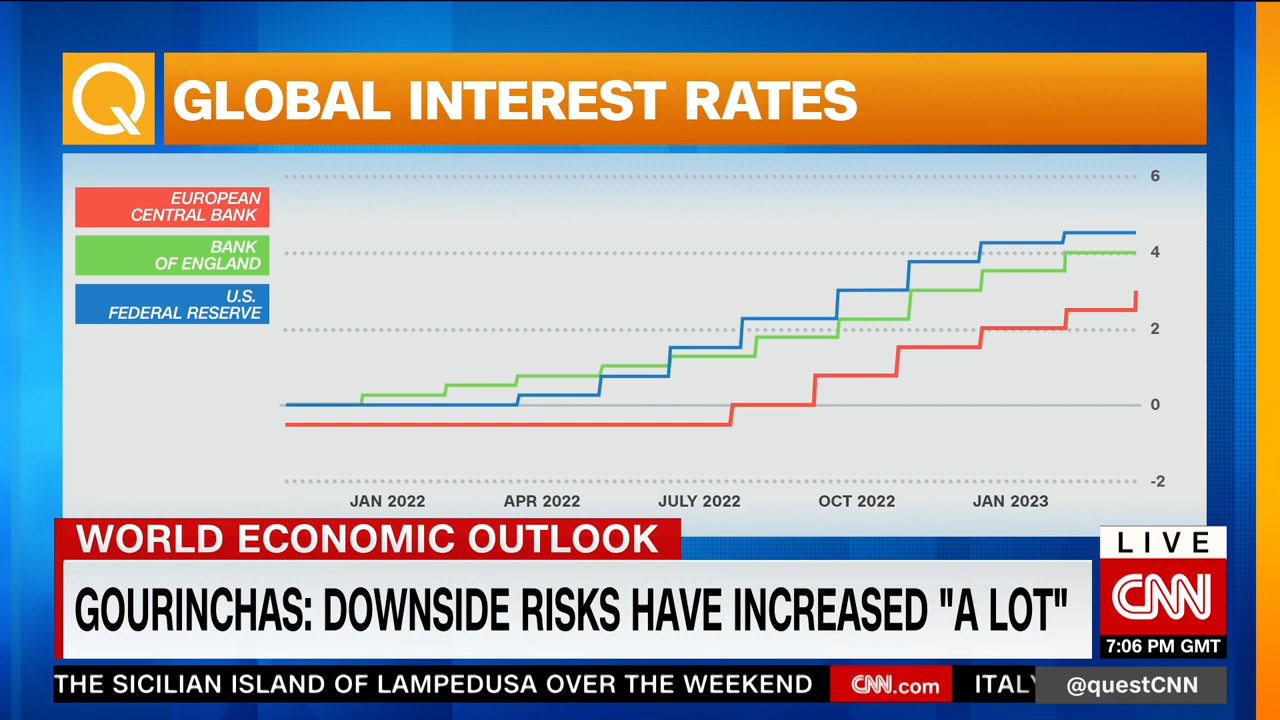 Q GLOBAL INTEREST RATES
EUROPEAN
CENTRAL BANK
BANK
OF ENGLAND
U.S.
FEDERAL RESERVE
6
4
2
0
-2
JAN 2022 APR 2022 JULY 2022 OCT 2022 JAN 2023
WORLD ECONOMIC OUTLOOK
GOURINCHAS: DOWNSIDE RISKS HAVE INCREASED "A LOT"
LIVE
CNN
7:06 PM GMT
THE SICILIAN ISLAND OF LAMPEDUSA OVER THE WEEKEND CNN.com ITALY @questCNN